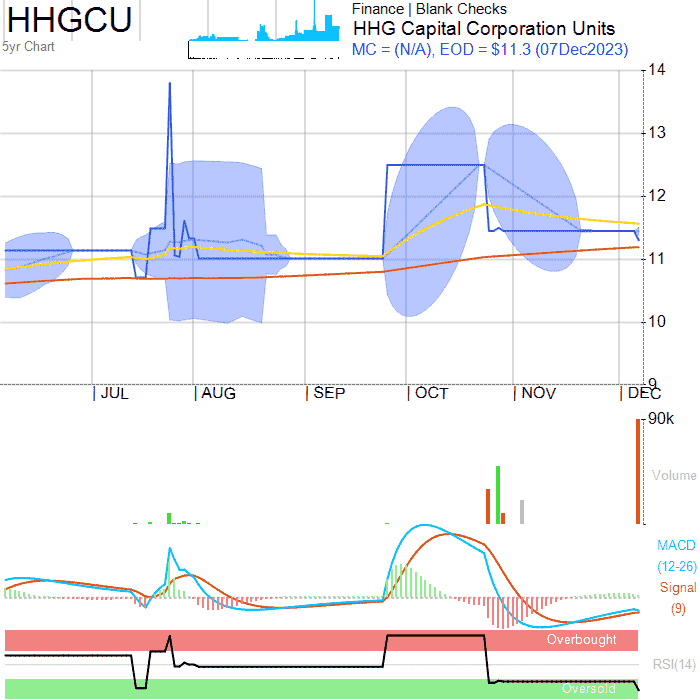 HHGCU
5yr Chart
Finance | Blank Checks
HHG Capital Corporation Units
MC = (N/A), EOD = $11.3 (07Dec2023)
14
13
12
11
10
9
JUL
AUG
SEP
OCT
NOV
DEC
90k
Volume
MACD
(12-26)
Signal
(9)
Overbought
RSI(14)
Oversold